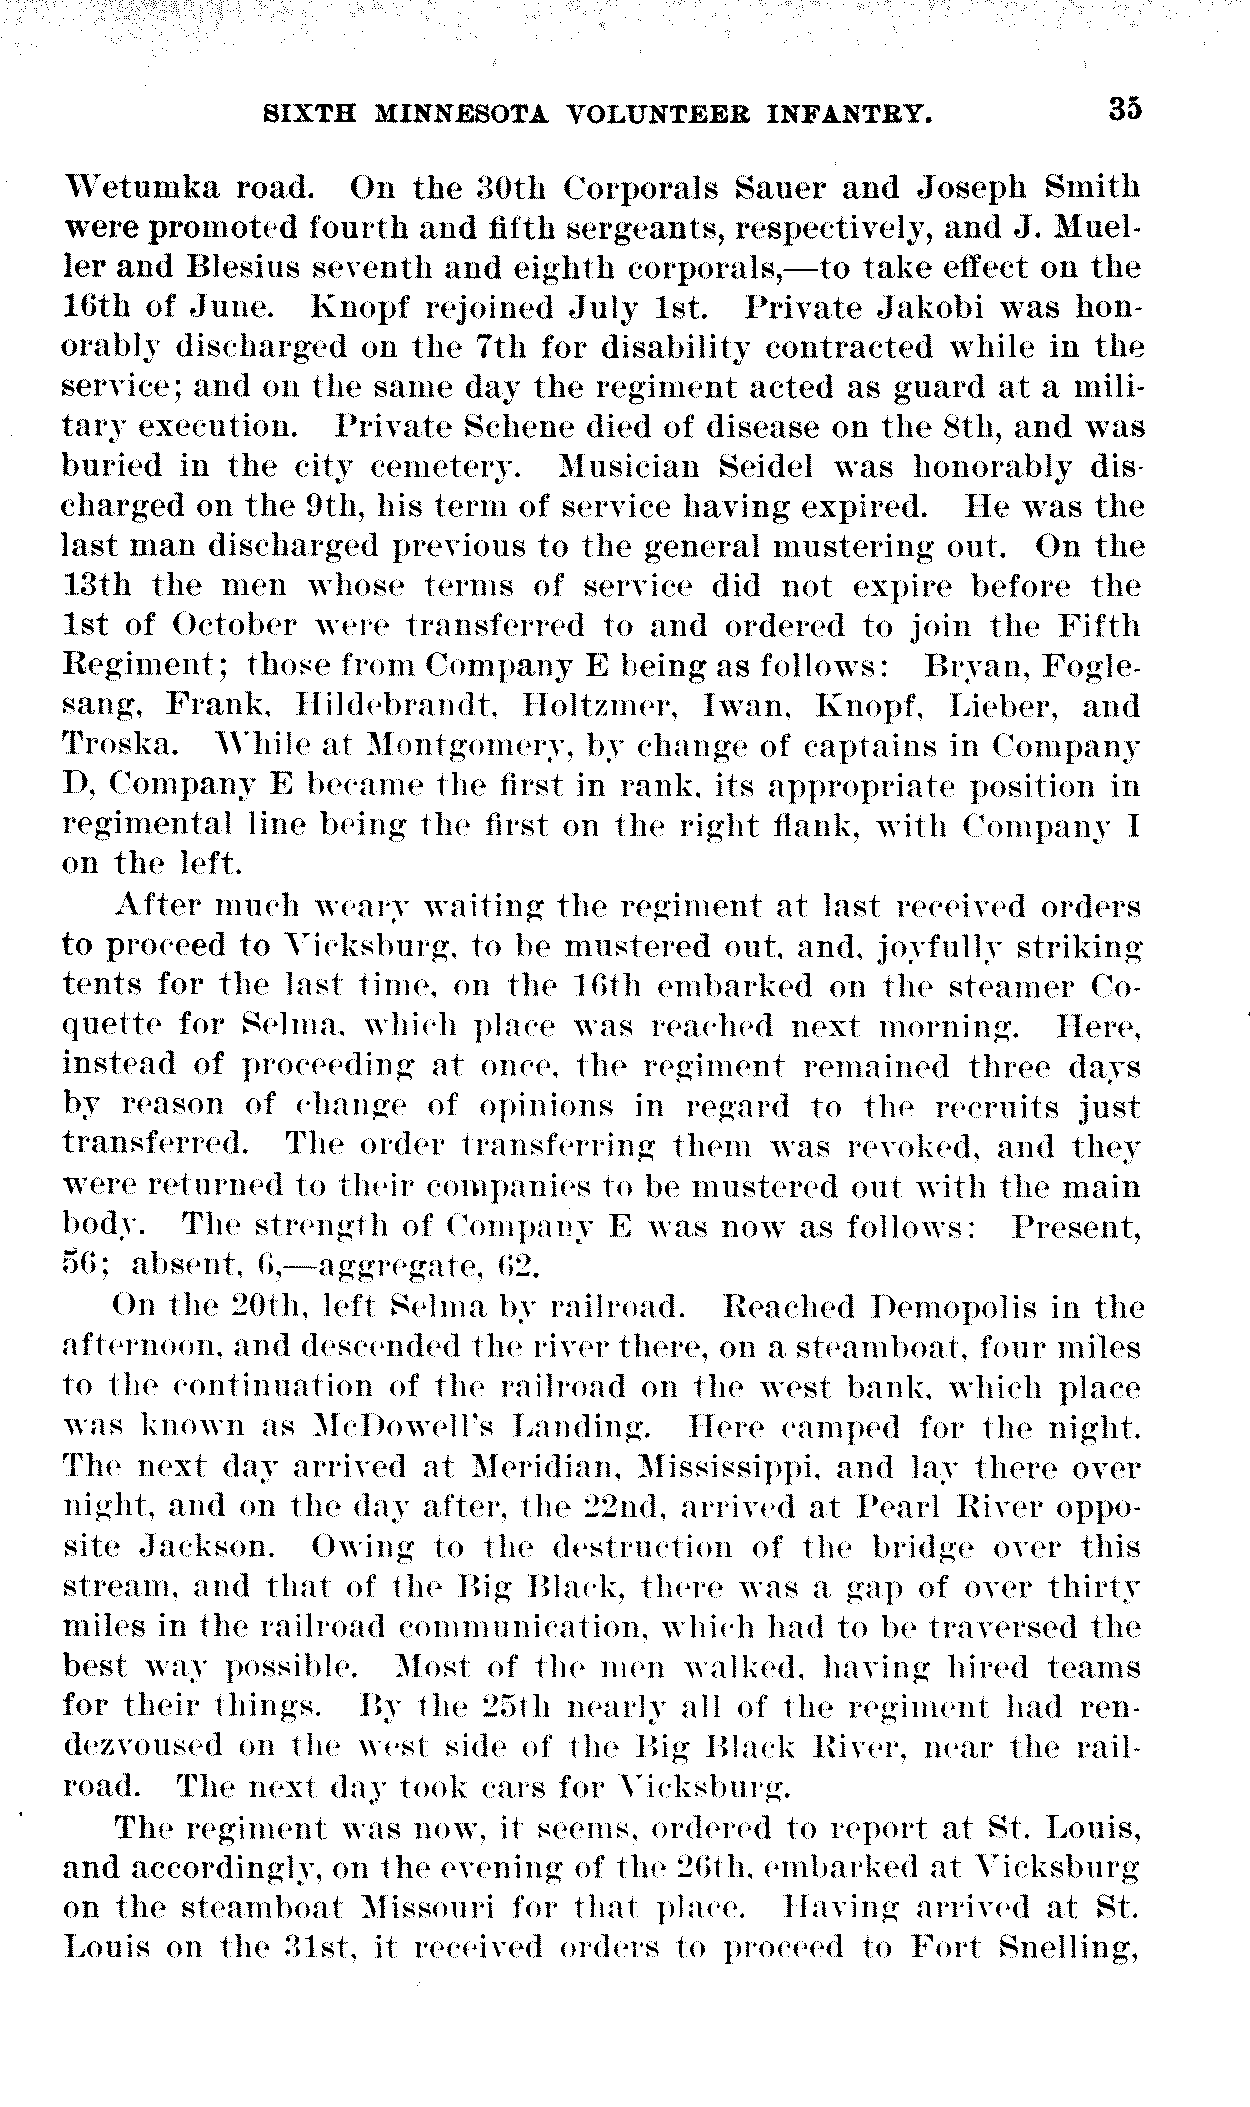 SIXTH MINNESOTA VOLUNTEER INFANTRY. 35
Wetumka road. On the 30th Corporals Sauer and Joseph Smith
were promoted fourth and fifth sergeants, respectively, and J. Muel-
ler and Blesius seventh and eighth corporals,—to take effect on the
16th of June. Knopf rejoined July 1st. Private Jakobi was hon-
orably discharged on the 7th for disability contracted while in the
service; and on the same day the regiment acted as guard at a mili-
tary execution. Private Schene died of disease on the 8th, and was
buried in the city cemetery. Musician Seidel was honorably dis-
charged on the 9th, his term of service having expired. He was the
last man discharged previous to the general mustering out. On the
13th the men whose terms of service did not expire before the
1st of October were transferred to and ordered to join the Fifth
Regiment; those from Company E being as follows: Bryan, Fogle-
sang, Frank, Hildebrandt, Holtzmer, Iwan, Knopf, Lieber, and
Troska. While at Montgomery, by change of captains in Company
D, Company E became the first in rank, its appropriate position in
regimental line being the first on the right flank, with Company I
on the left.
After much weary waiting the regiment at last received orders
to proceed to Vicksburg, to be mustered out, and, joyfully striking
tents for the last time, on the 16th embarked on the steamer Co-
quette for Selma, which place was reached next morning. Here,
instead of proceeding at once, the regiment remained three days
by reason of change of opinions in regard to the recruits just
transferred. The order transferring them was revoked, and they
were returned to their companies to be mustered out with the main
body. The strength of Company E was now as follows: Present,
56; absent, 6,—aggregate, 62.
On the 20th, left Selma by railroad. Reached Demopolis in the
afternoon, and descended the river there, on a steamboat, four miles
to the continuation of the railroad on the west bank, which place
was known as McDowell's Landing. Here camped for the night.
The next day arrived at Meridian, Mississippi, and lay there over
night, and on the day after, the 22nd, arrived at Pearl River oppo-
site Jackson. Owing to the destruction of the bridge over this
stream, and that of the Big Black, there was a gap of over thirty
miles in the railroad communication, which had to be traversed the
best way possible. Most of the men walked, having hired teams
for their things. By the 25th nearly all of the regiment had ren-
dezvoused on the west side of the Big Black River, near the rail-
road. The next day took cars for Vicksburg.
The regiment was now, it seems, ordered to report at St. Louis,
and accordingly, on the evening of the 26th, embarked at Vicksburg
on the steamboat Missouri for that place. Having arrived at St.
Louis on the 31st, it received orders to proceed to Fort Snelling,